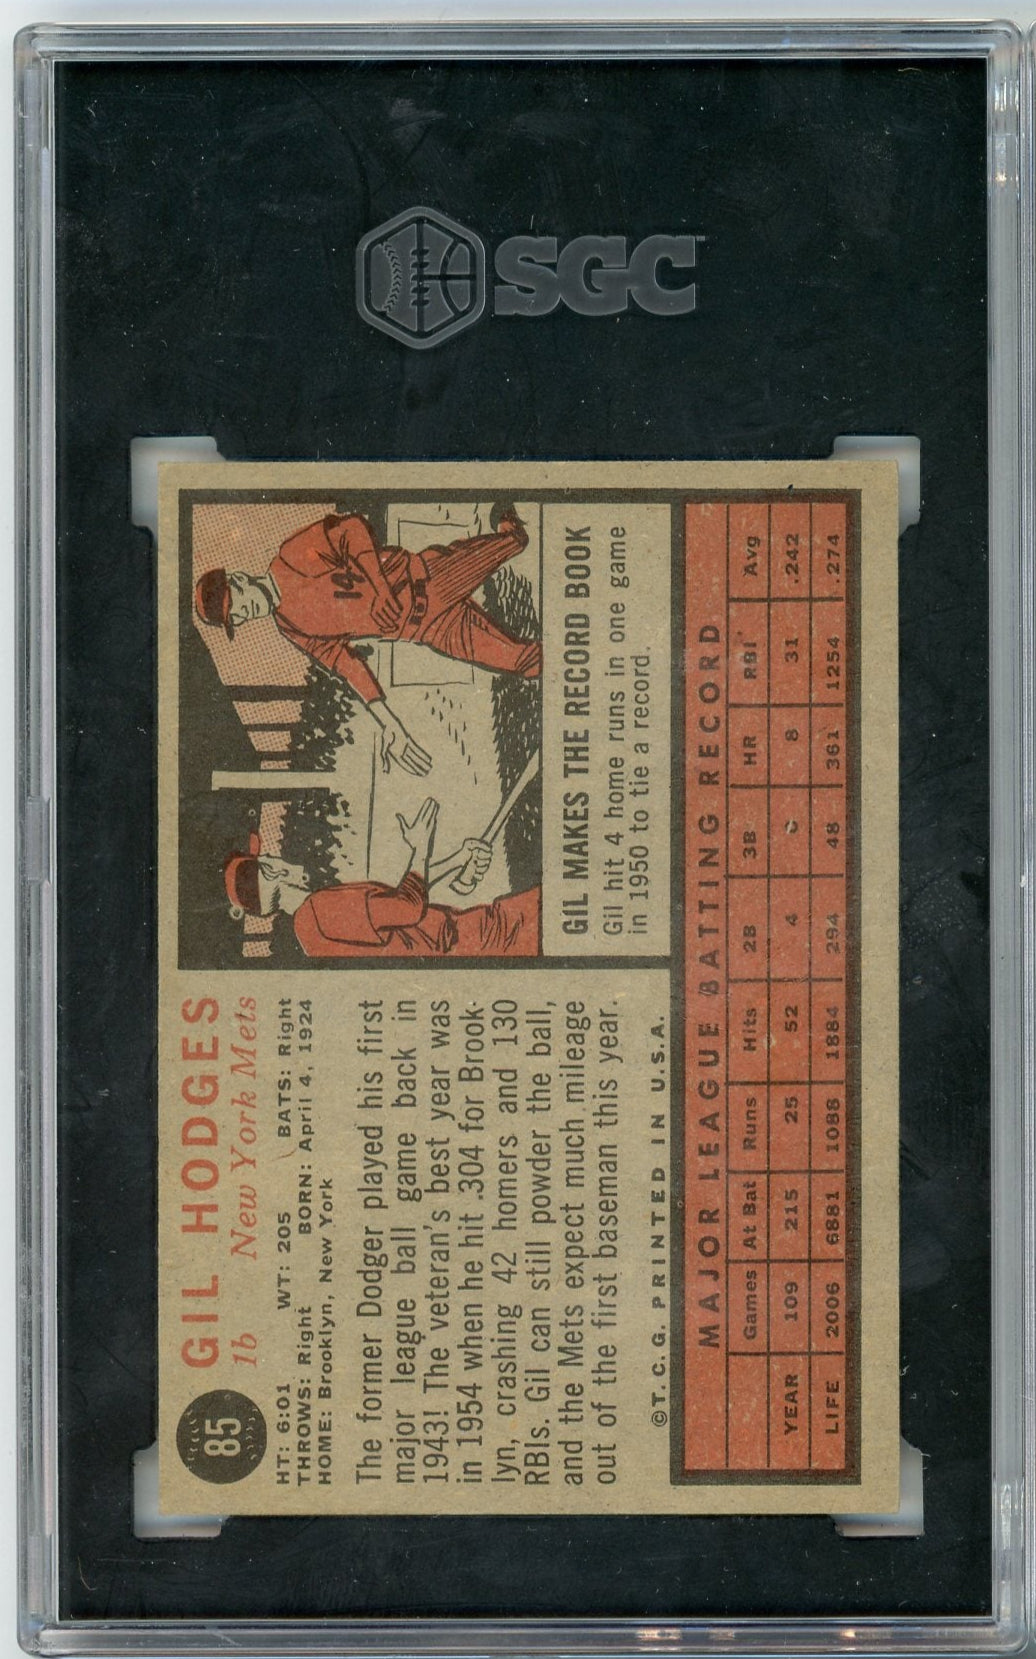 SGC
85
GIL HODGES
1b New York Mets
HT: 6:01 WT: 205 BATS: Right
THROWS: Right BORN: April 4, 1924
HOME: Brooklyn, New York
The former Dodger played his first
major league ball game back in
1943! The veteran's best year was
in 1954 when he hit .304 for Brook-
lyn, crashing 42 homers and 130
RBIs. Gil can still powder the ball,
and the Mets expect much mileage
out of the first baseman this year.
©T.C.G. PRINTED IN U.S.A.
14
GIL MAKES THE RECORD BOOK
Gil hit 4 home runs in one game
in 1950 to tie a record.
MAJOR LEAGUE BATTING RECORD
Games At Bat Runs Hits 2B 3B HR RBI Avg
YEAR 109 215 25 52 4 0 8 31 .242
LIFE 2006 6881 1088 1884 294 48 361 1254 .274